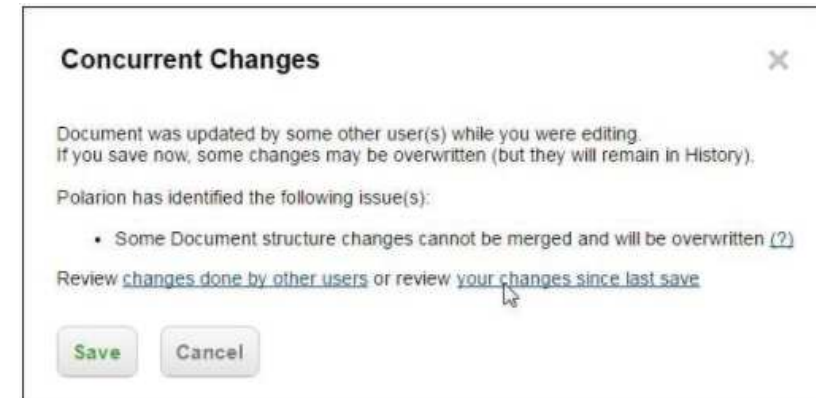 Concurrent Changes
Document was updated by some other user(s) while you were editing.
If you save now, some changes may be overwritten (but they will remain in History).
Polarion has identified the following issue(s):
• Some Document structure changes cannot be merged and will be overwritten (?)
Review changes done by other users or review your changes since last save
Save Cancel